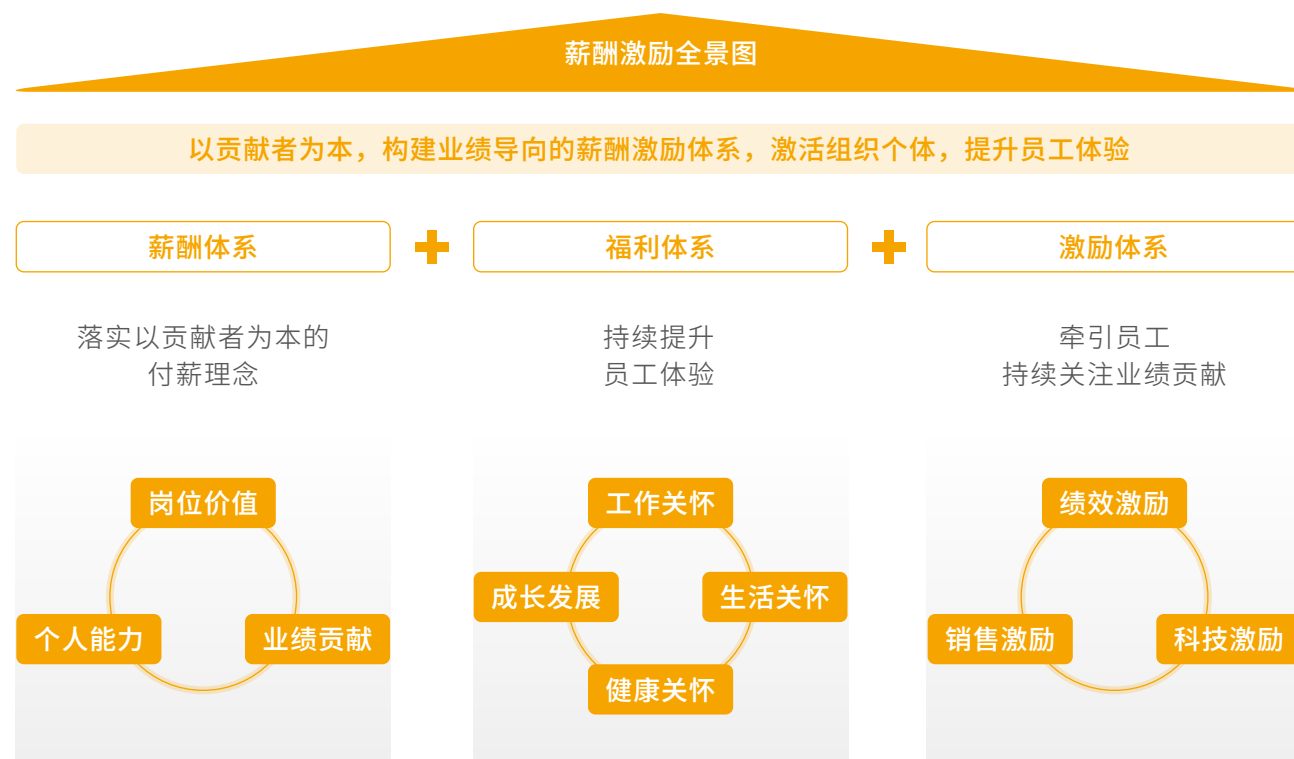 薪酬激励全景图
以贡献者为本，构建业绩导向的薪酬激励体系，激活组织个体，提升员工体验
薪酬体系
福利体系
激励体系
落实以贡献者为本的
付薪理念
持续提升
员工体验
牵引员工
持续关注业绩贡献
岗位价值
个人能力
业绩贡献
工作关怀
成长发展
生活关怀
健康关怀
绩效激励
销售激励
科技激励